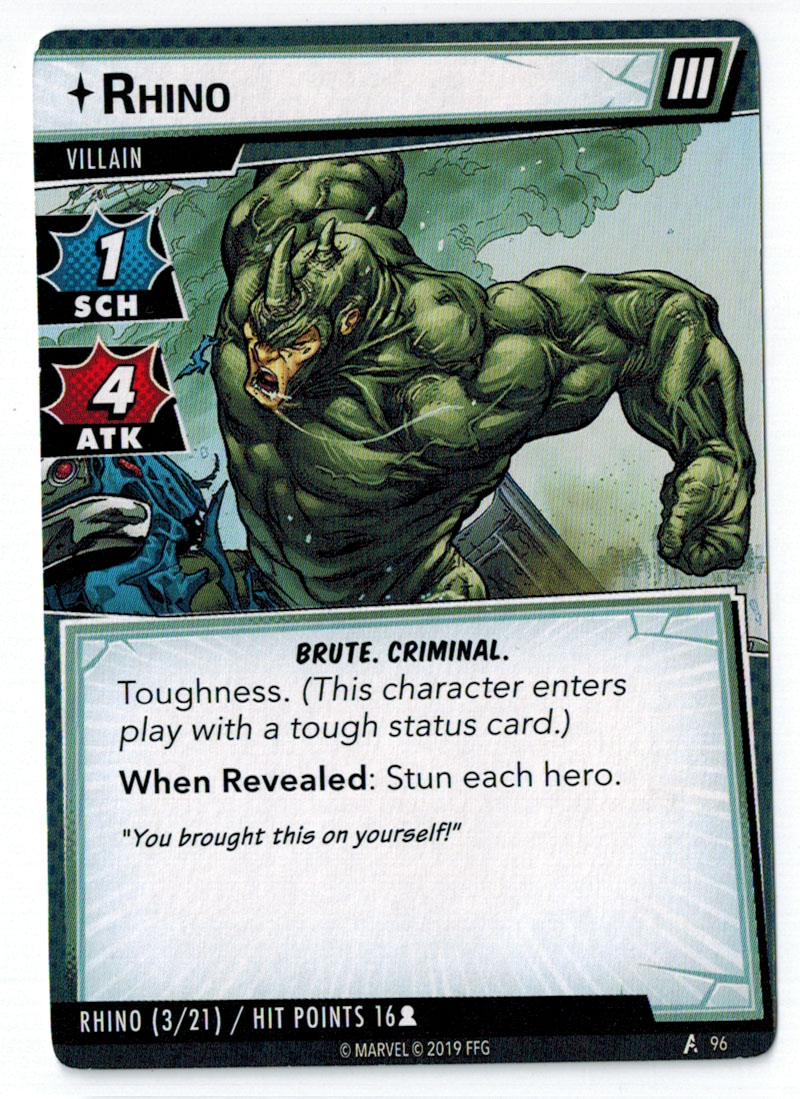 Rhino
III
VILLAIN
1
SCH
4
ATK
BRUTE. CRIMINAL.
Toughness. (This character enters
play with a tough status card.)
When Revealed: Stun each hero.
"You brought this on yourself!"
RHINO (3/21) / HIT POINTS 16
© MARVEL © 2019 FFG
96